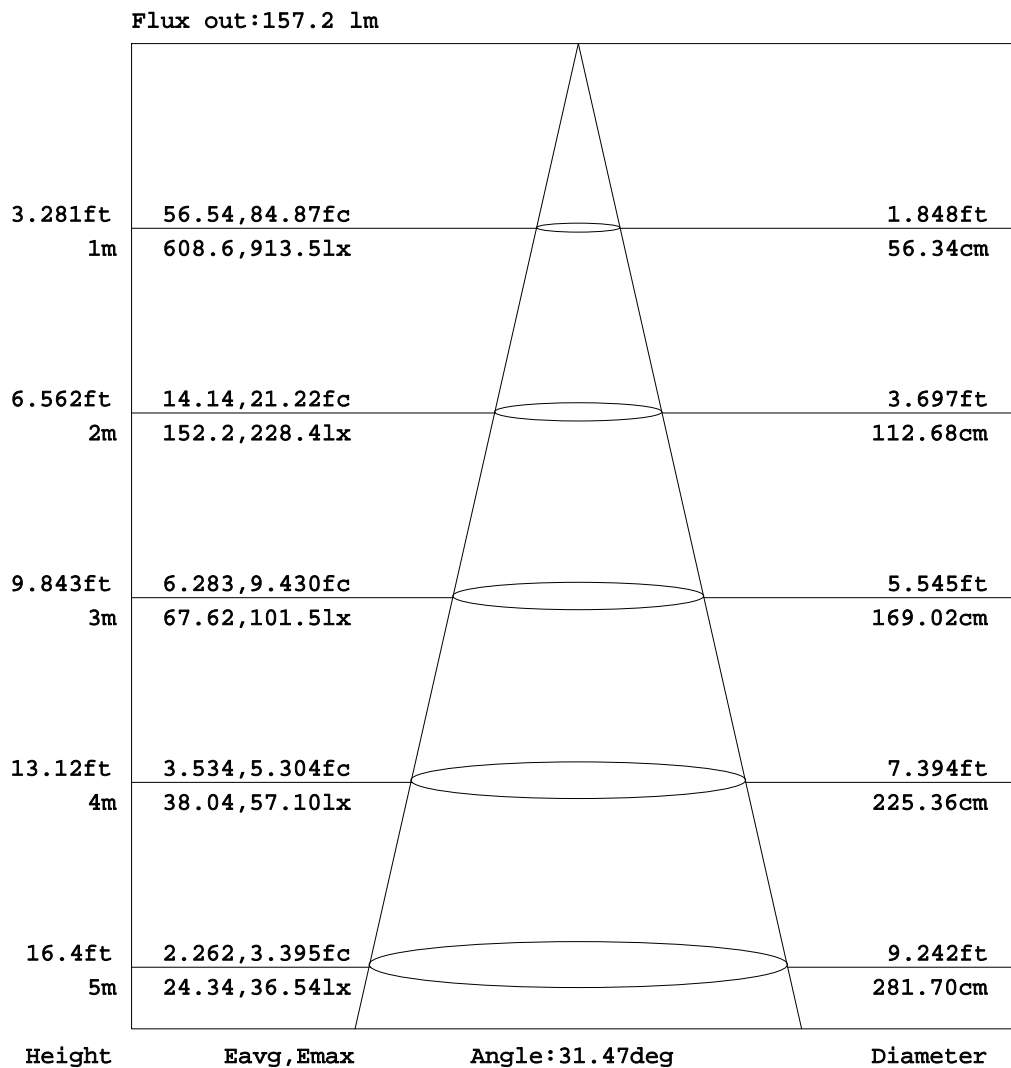 Flux out:157.2 lm
3.281ft 56.54,84.87fc 1.848ft
1m 608.6,913.5lx 56.34cm
6.562ft 14.14,21.22fc 3.697ft
2m 152.2,228.4lx 112.68cm
9.843ft 6.283,9.430fc 5.545ft
3m 67.62,101.5lx 169.02cm
13.12ft 3.534,5.304fc 7.394ft
4m 38.04,57.10lx 225.36cm
16.4ft 2.262,3.395fc 9.242ft
5m 24.34,36.54lx 281.70cm
Height Eavg,Emax Angle:31.47deg Diameter